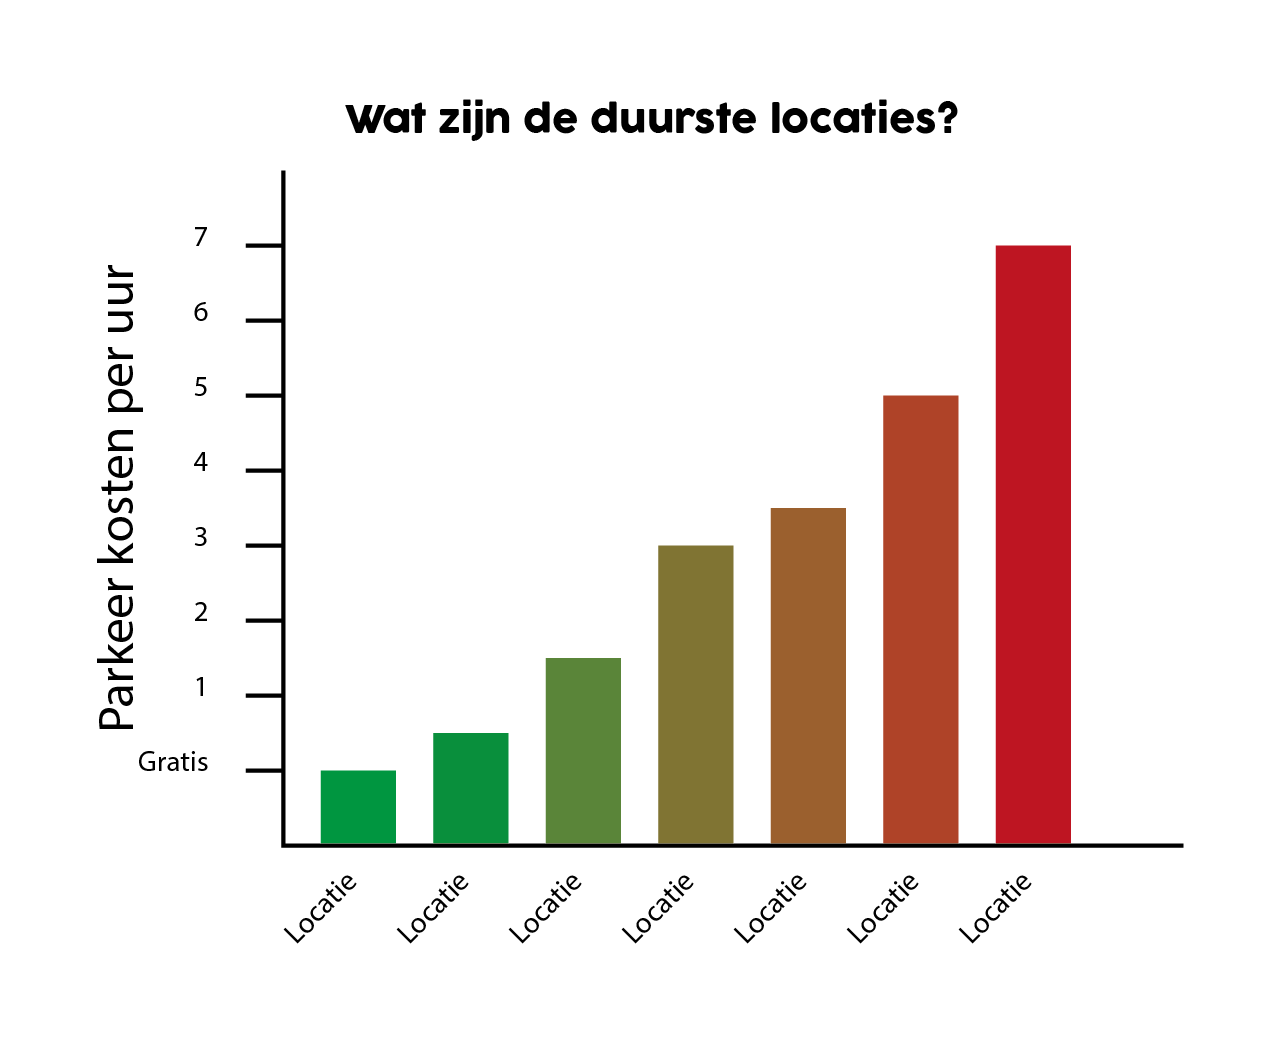 Wat zijn de duurste locaties?
Parkeer kosten per uur
7
6
5
4
3
2
1
Gratis
Locatie
Locatie
Locatie
Locatie
Locatie
Locatie
Locatie